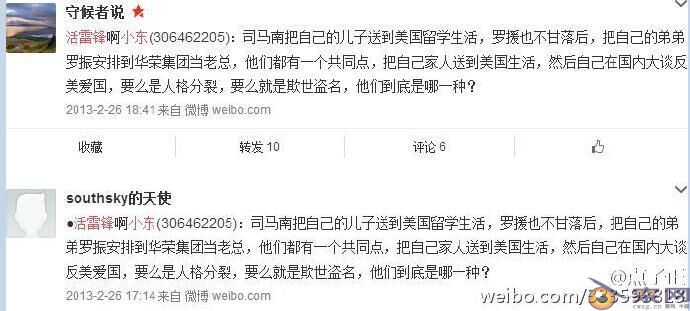 守候者说
活雷锋啊小东(306462205)：司马南把自己的儿子送到美国留学生活，罗援也不甘落后，把自己的弟弟
罗振安排到华荣集团当老总，他们都有一个共同点，把自己家人送到美国生活，然后自己在国内大谈反
美爱国，要么是人格分裂，要么就是欺世盗名，他们到底是哪一种？
2013-2-26 18:41 来自 微博 weibo.com
收藏
转发 10
评论 6
southsky的天使
●活雷锋啊小东(306462205)：司马南把自己的儿子送到美国留学生活，罗援也不甘落后，把自己的弟
弟罗振安排到华荣集团当老总，他们都有一个共同点，把自己家人送到美国生活，然后自己在国内大谈
反美爱国，要么是人格分裂，要么就是欺世盗名，他们到底是哪一种？
2013-2-26 17:14 来自 微博 weibo.com